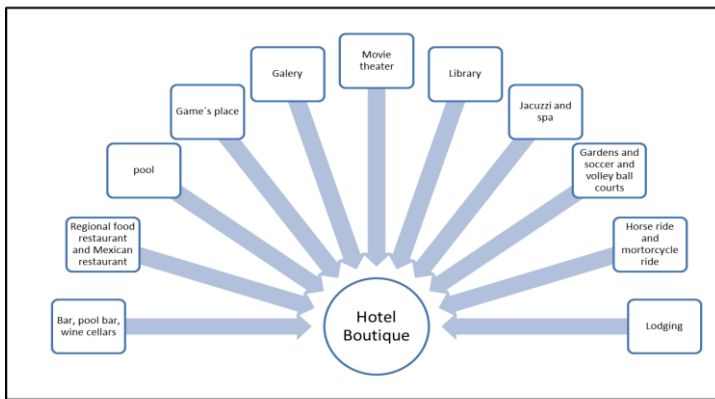 Movie
theater
Galery
Library
Game´s place
Jacuzzi and
spa
pool
Gardens and
soccer and
volley ball
courts
Regional food
restaurant
and Mexican
restaurant
Horse ride
and
mortorcycle
ride
Bar, pool bar,
wine cellars
Hotel
Boutique
Lodging